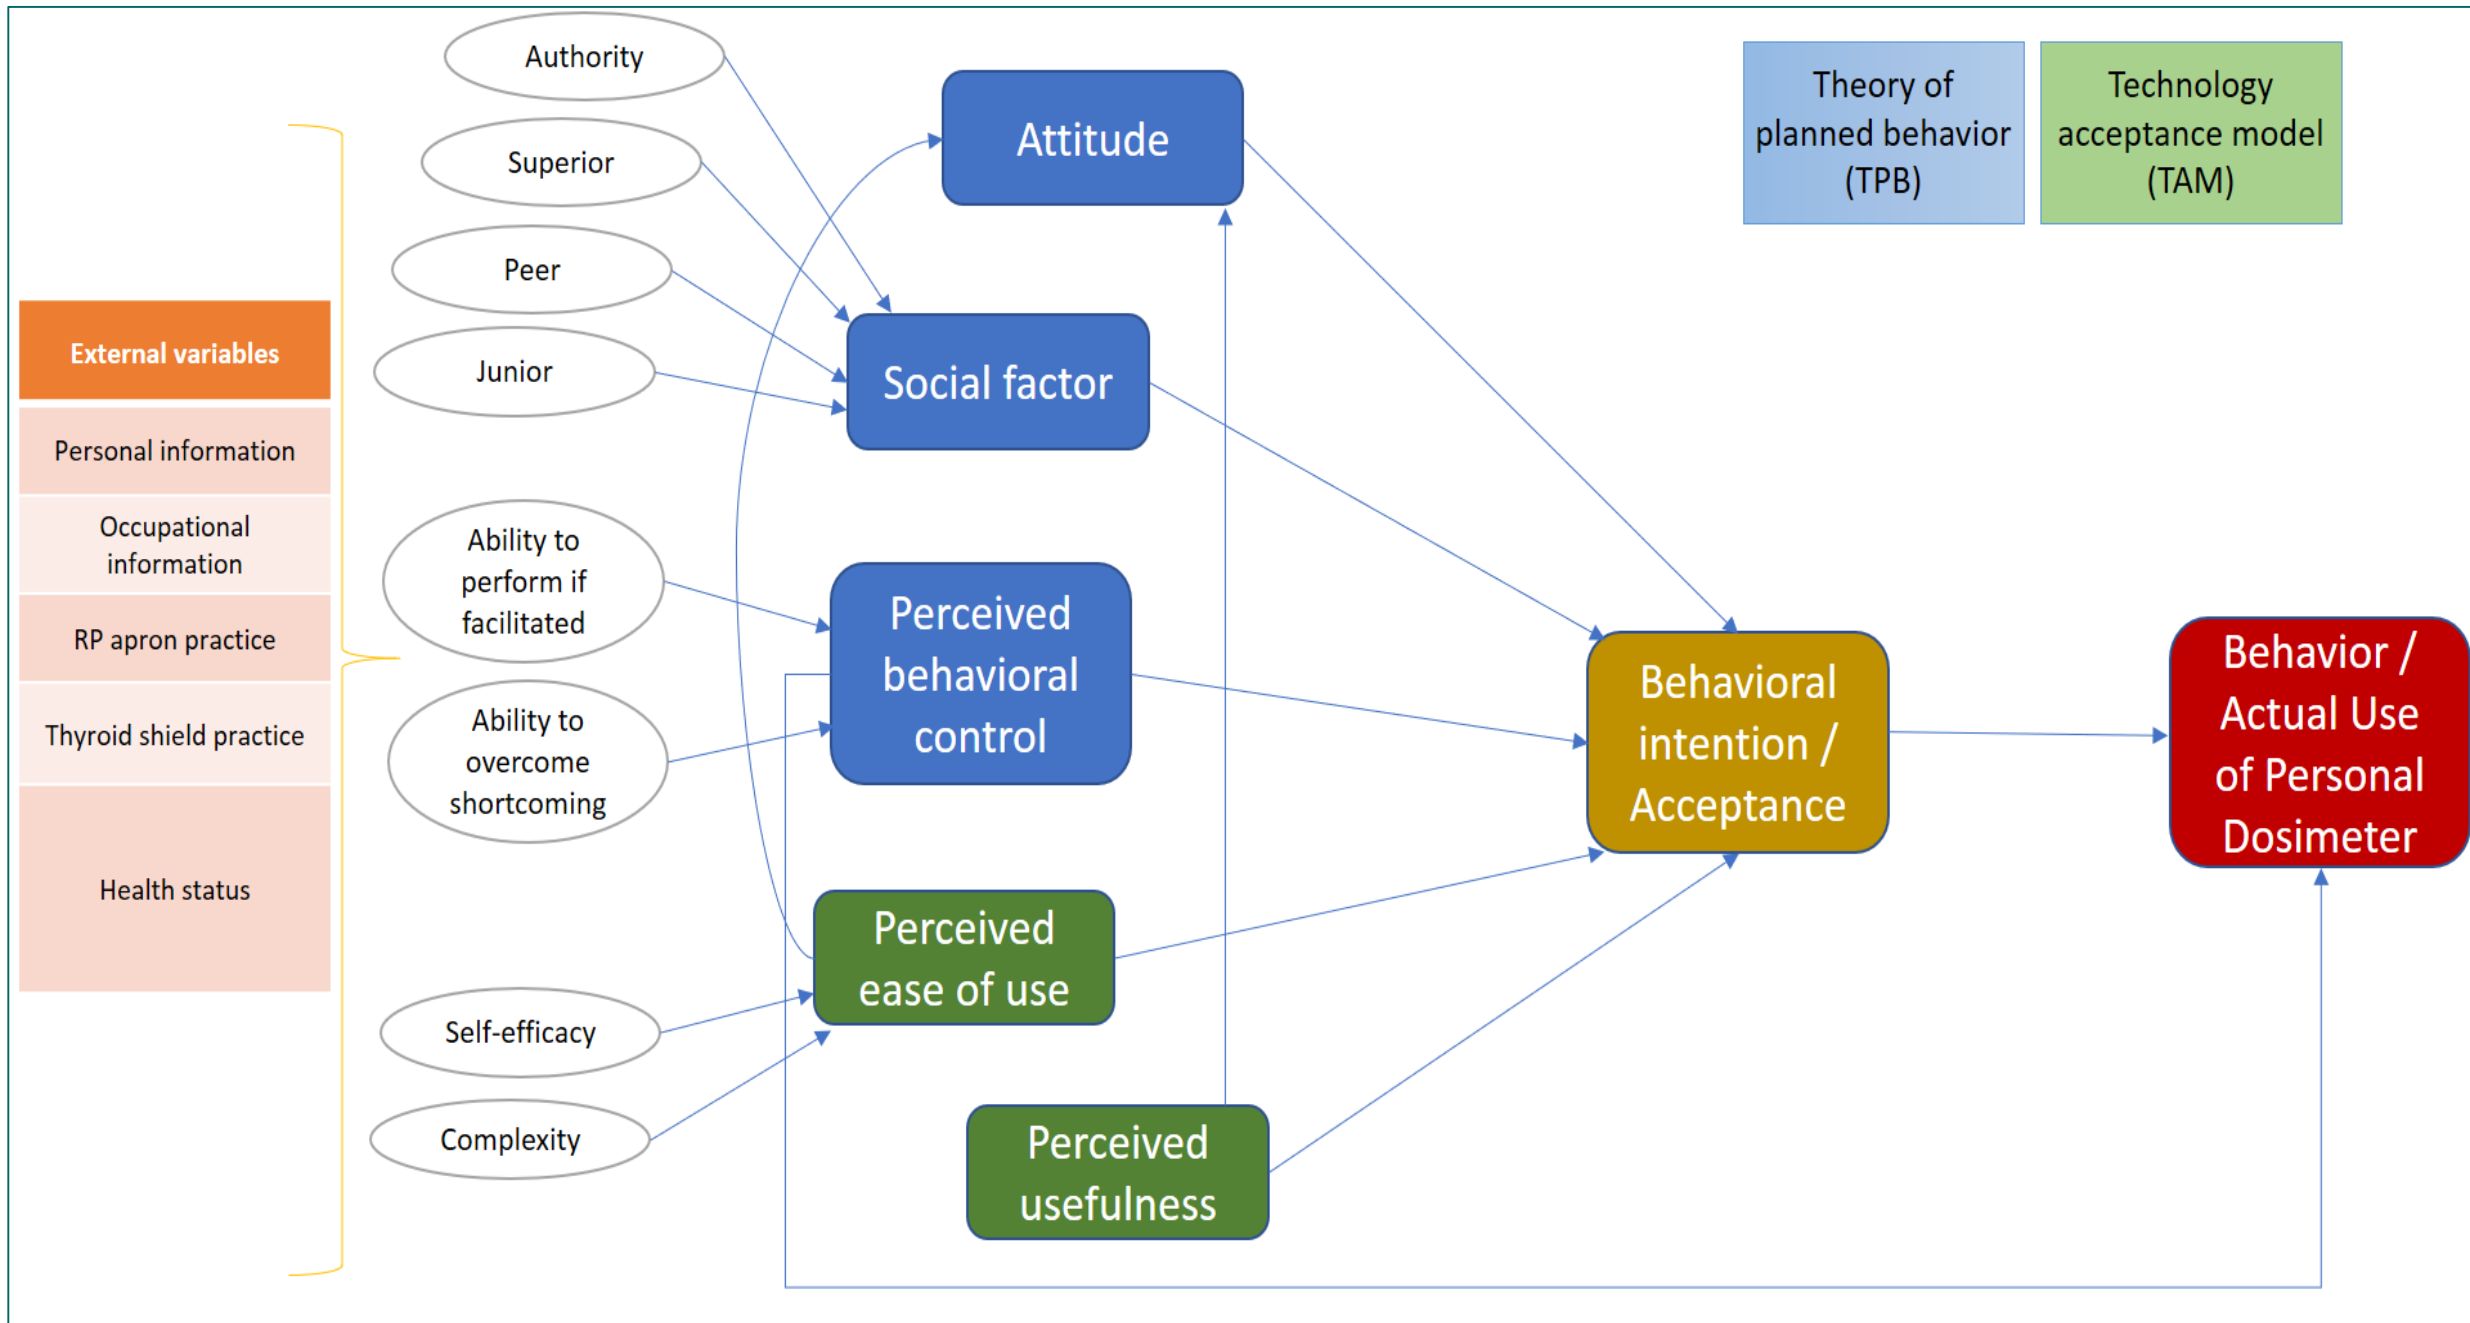 External variables
Personal information
Occupational
information
RP apron practice
Thyroid shield practice
Health status
Authority
Superior
Peer
Junior
Ability to
perform if
facilitated
Ability to
overcome
shortcoming
Self-efficacy
Complexity
Attitude
Social factor
Perceived
behavioral
control
Perceived
ease of use
Perceived
usefulness
Theory of
planned behavior
(TPB)
Technology
acceptance model
(TAM)
Behavioral
intention /
Acceptance
Behavior /
Actual Use
of Personal
Dosimeter